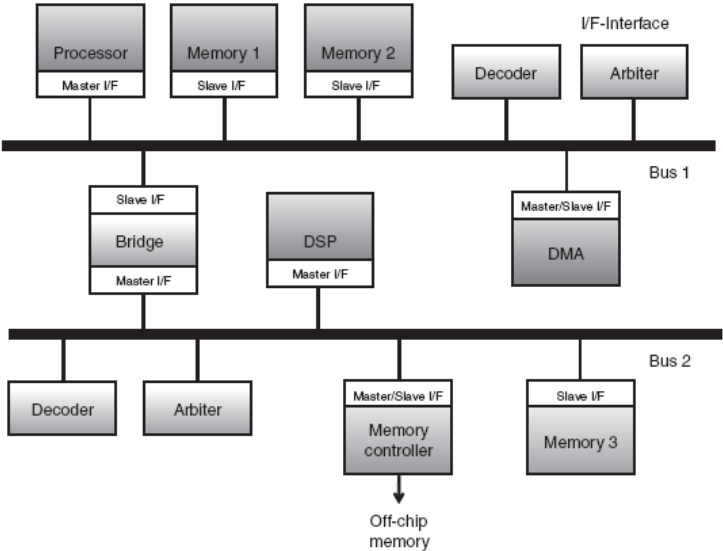 I/F-Interface
Processor
Master I/F
Memory 1
Slave I/F
Memory 2
Slave I/F
Decoder
Arbiter
Bus 1
Slave I/F
Bridge
Master I/F
DSP
Master I/F
Master/Slave I/F
DMA
Bus 2
Decoder
Arbiter
Master/Slave I/F
Memory
controller
Slave I/F
Memory 3
Off-chip
memory